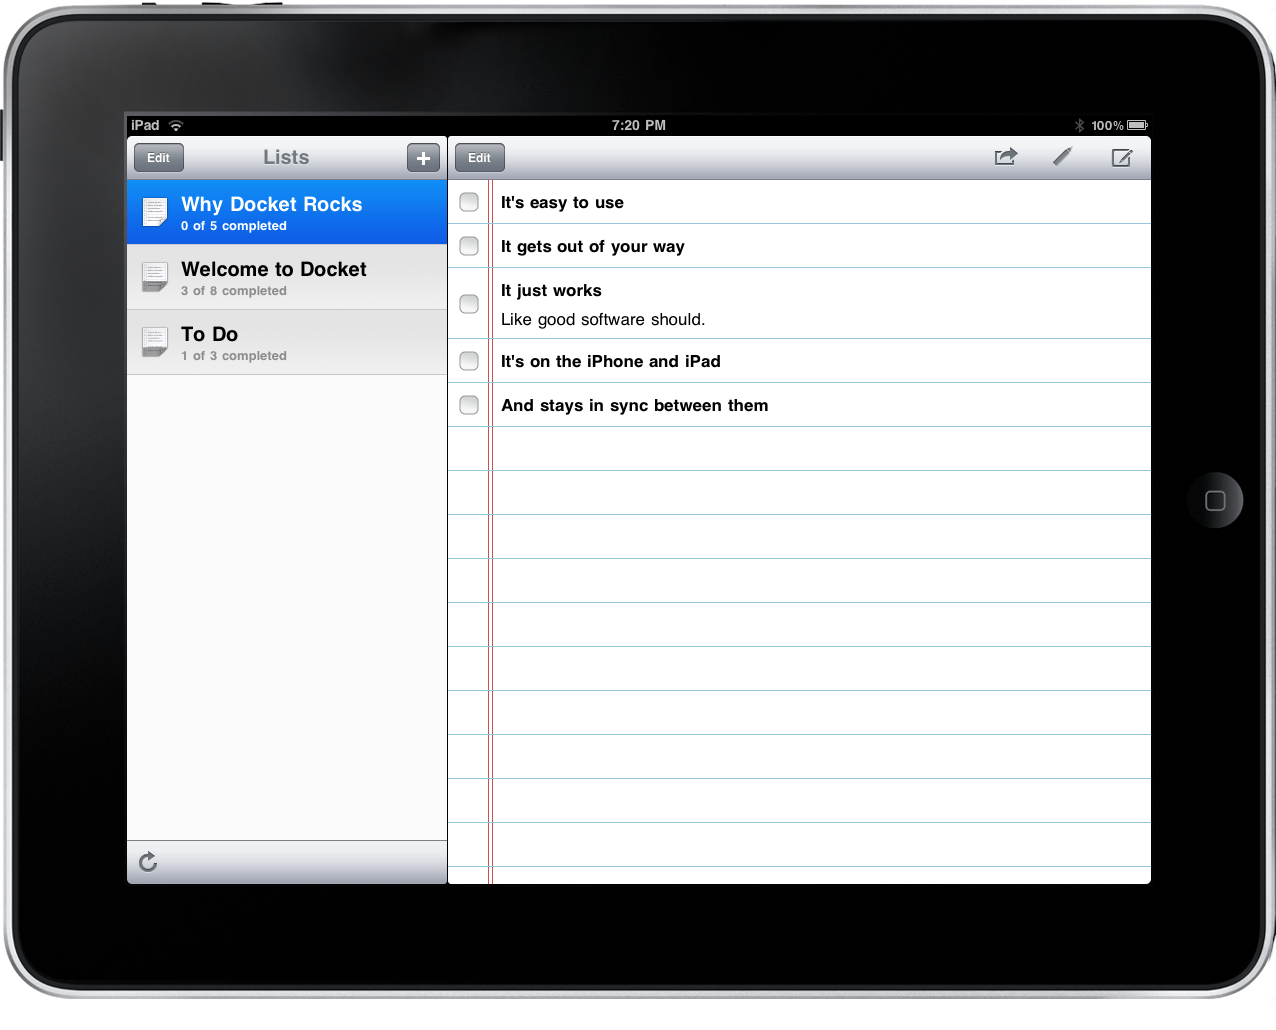 iPad 7:20 PM 100%
Edit Lists +
Why Docket Rocks
0 of 5 completed
Welcome to Docket
3 of 8 completed
To Do
1 of 3 completed
Edit
It's easy to use
It gets out of your way
It just works
Like good software should.
It's on the iPhone and iPad
And stays in sync between them